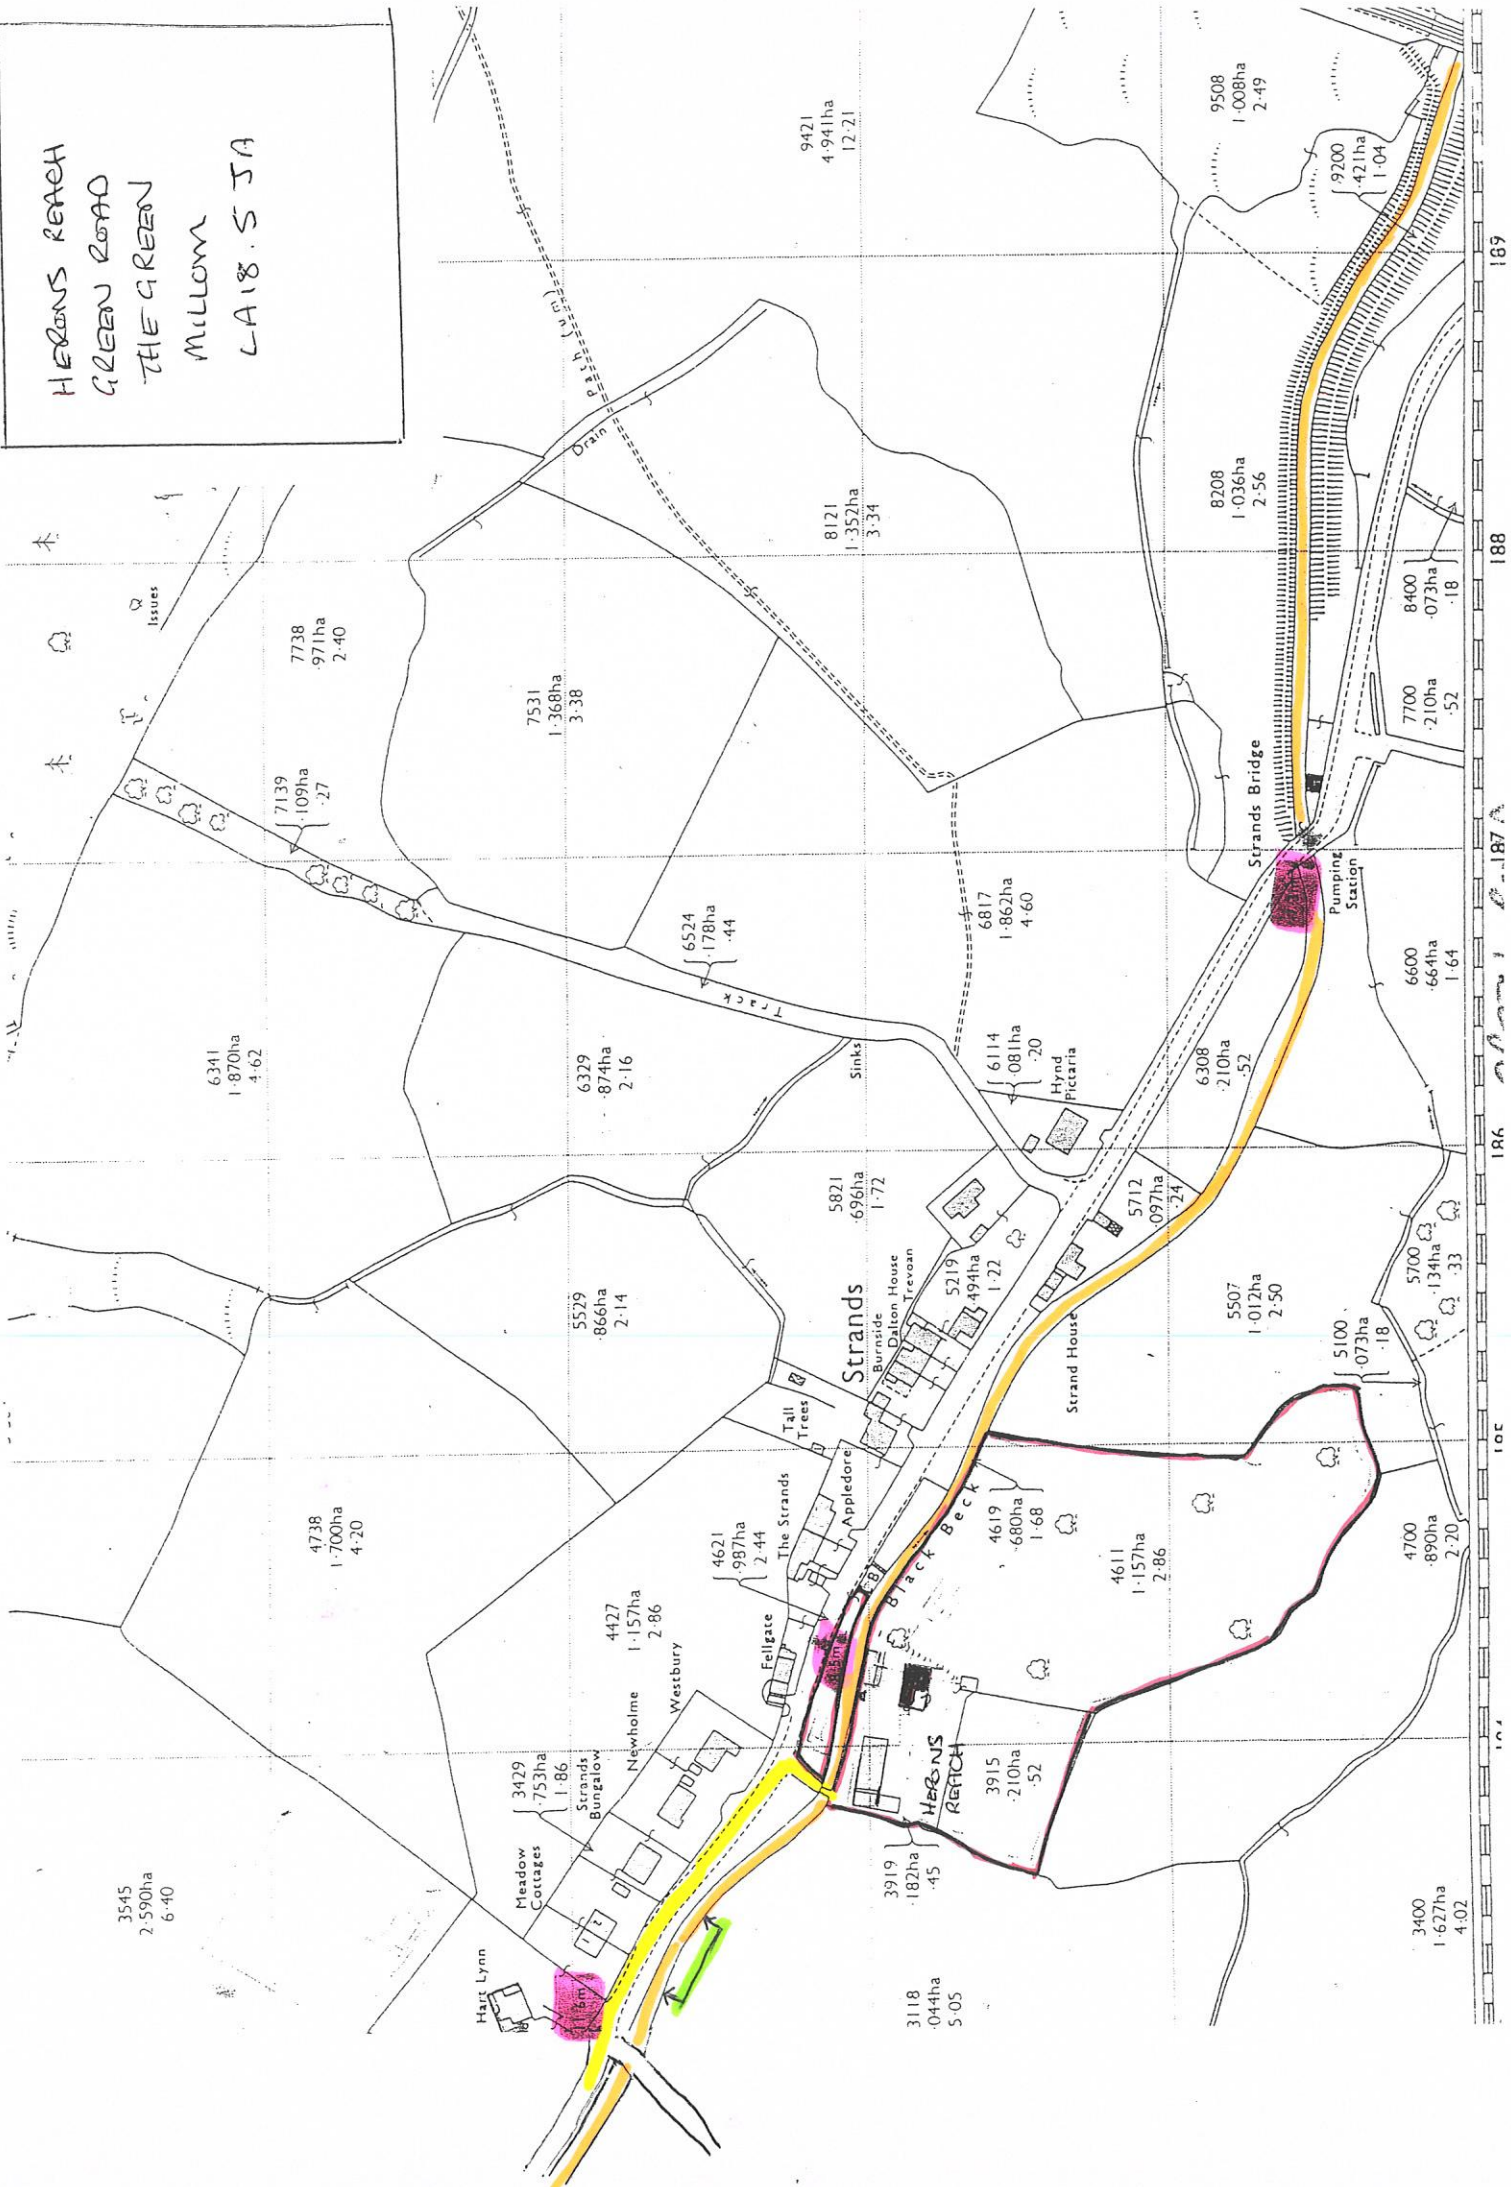 HERONS REACH
GREEN ROAD
THE GREEN
MILLOM
LA18. 5 JA
Issues
7738
·971ha
2·40
7139
·109ha
·27
6341
1·870ha
4·62
4738
1·700ha
4·20
3545
2·590ha
6·40
9421
4·941ha
12·21
Path (um)
Drain
7531
1·368ha
3·38
8121
1·352ha
3·34
6524
·178ha
·44
Track
6329
·874ha
2·16
Sinks
5529
·866ha
2·14
5821
·696ha
1·72
6817
1·862ha
4·60
6114
·081ha
·20
Hynd
Pictaria
9508
1·008ha
2·49
9200
·421ha
1·04
8208
1·036ha
2·56
8400
·073ha
·18
7700
·210ha
·52
Strands Bridge
Pumping
Station
6600
·664ha
1·64
6308
·210ha
·52
5712
·097ha
·24
Strands
Burnside
Dalton House
Trevoan
5219
·494ha
1·22
Tall
Trees
Appledore
The Strands
4621
·987ha
2·44
Fellgate
4427
1·157ha
2·86
Westbury
Newholme
Strands
Bungalow
3429
·753ha
1·86
Meadow
Cottages
1
2
Hart Lynn
11·6m
8·5m
Strand House
5507
1·012ha
2·50
5700
·134ha
·33
5100
·073ha
·18
Black Beck
FB
4619
·680ha
1·68
4611
1·157ha
2·86
4700
·890ha
2·20
HERONS
REACH
3915
·210ha
·52
3919
·182ha
·45
3118
·044ha
5·05
3400
1·627ha
4·02
186
187
188
189